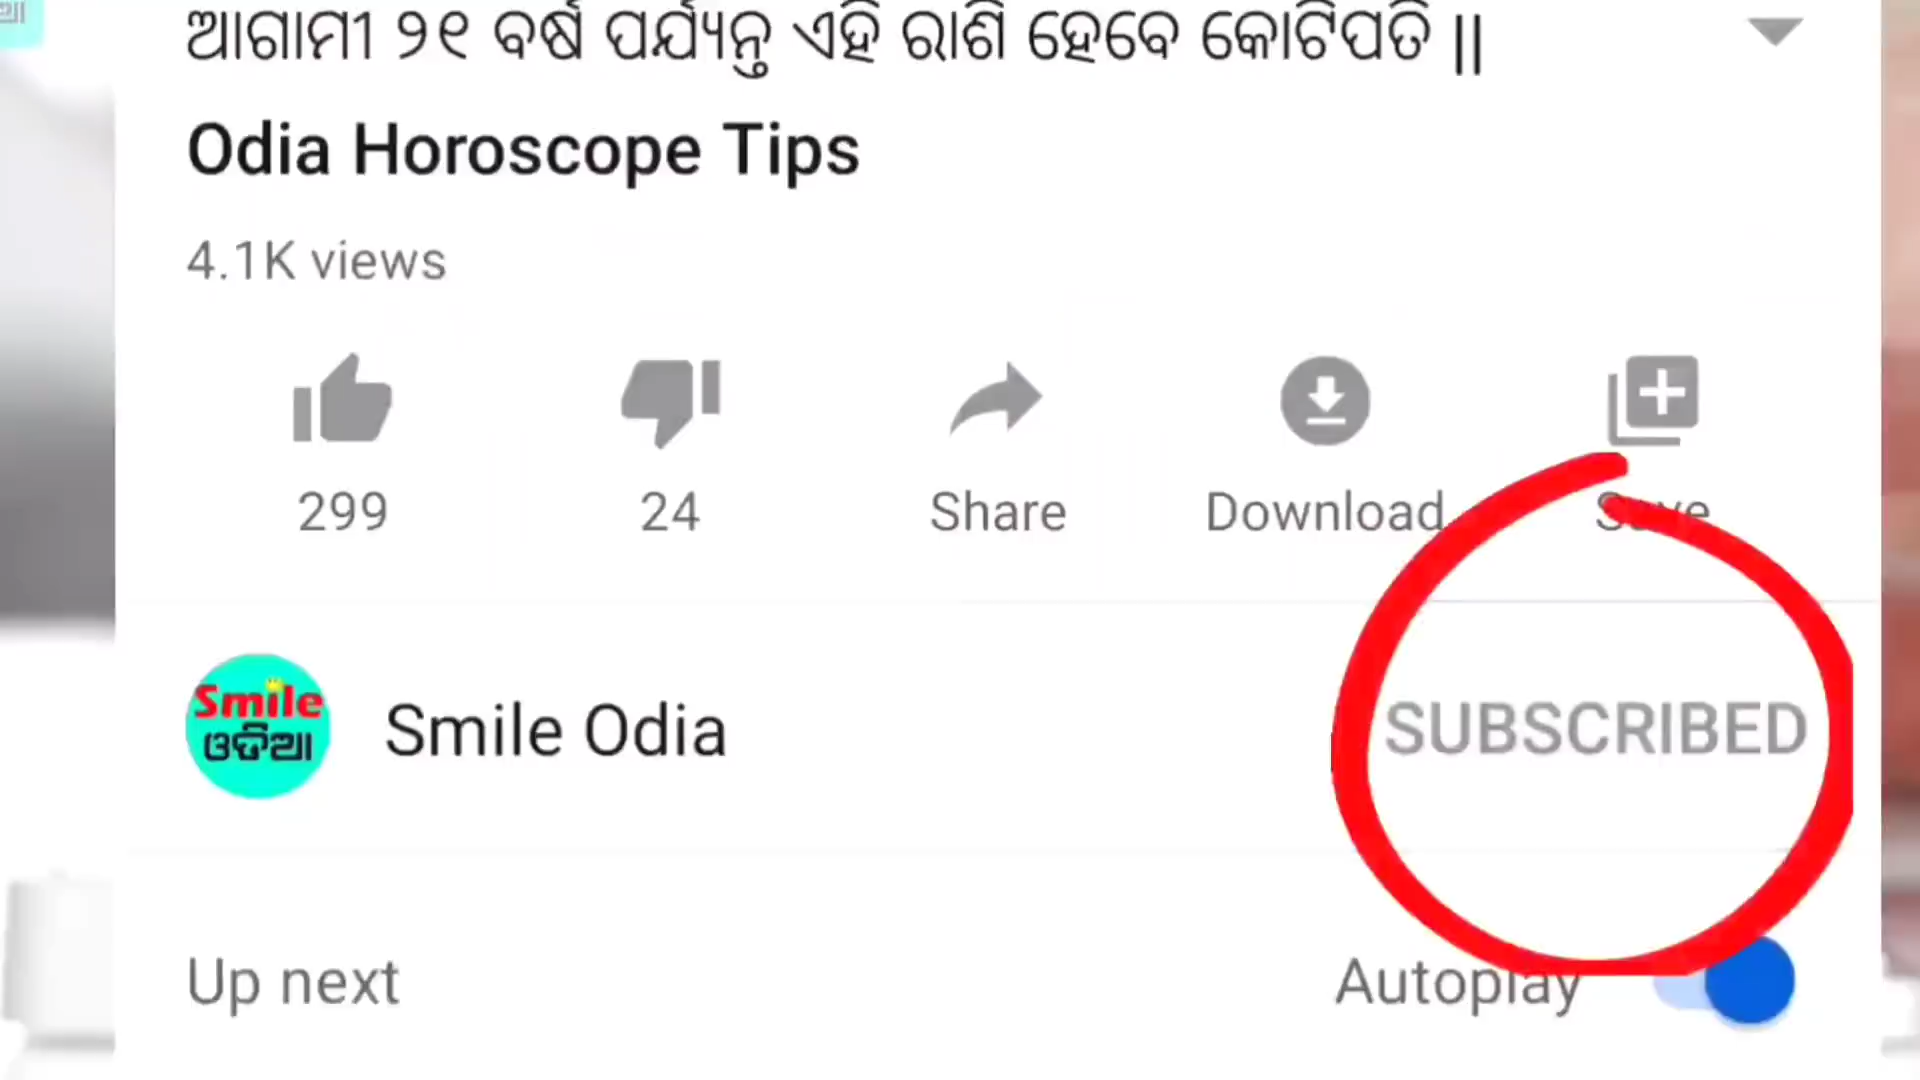 ଆଗାମୀ ୨୧ ବର୍ଷ ପର୍ଯ୍ୟନ୍ତ ଏହି ରାଶି ହେବେ କୋଟିପତି ||
Odia Horoscope Tips
4.1K views
299 24 Share Download Save
Smile
ଓଡିଆ
Smile Odia SUBSCRIBED
Up next Autoplay